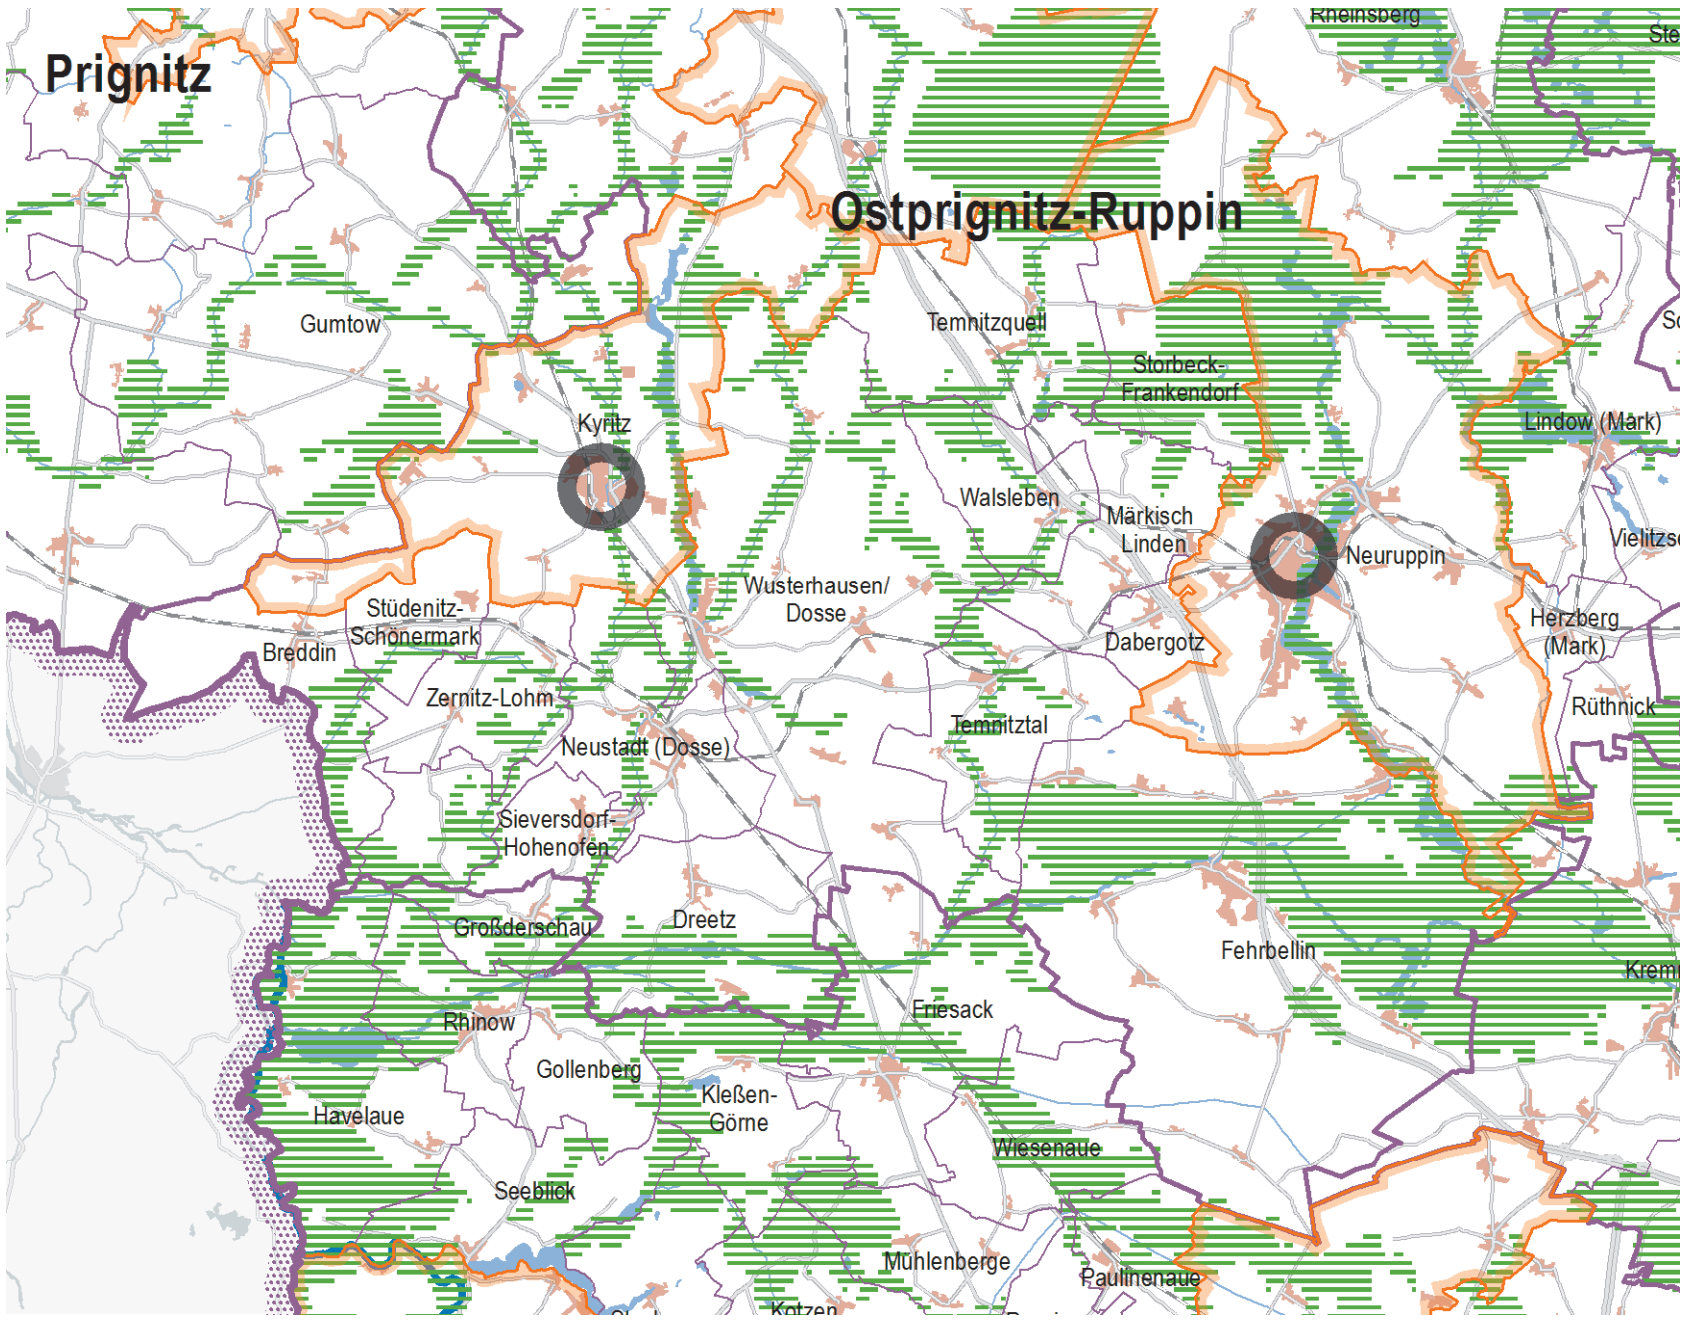 Rheinsberg
Prignitz
Ostprignitz-Ruppin
Gumtow
Temnitzquell
Storbeck-
Frankendorf
Kyritz
Lindow (Mark)
Walsleben
Märkisch
Linden
Neuruppin
Wusterhausen/
Dosse
Stüdenitz-
Schönermark
Breddin
Dabergotz
Herzberg
(Mark)
Zernitz-Lohm
Rüthnick
Temnitztal
Neustadt (Dosse)
Sieversdorf-
Hohenofen
Großderschau
Dreetz
Fehrbellin
Friesack
Rhinow
Gollenberg
Kleßen-
Görne
Havelaue
Wiesenaue
Seeblick
Mühlenberge
Paulinenaue
Kotzen